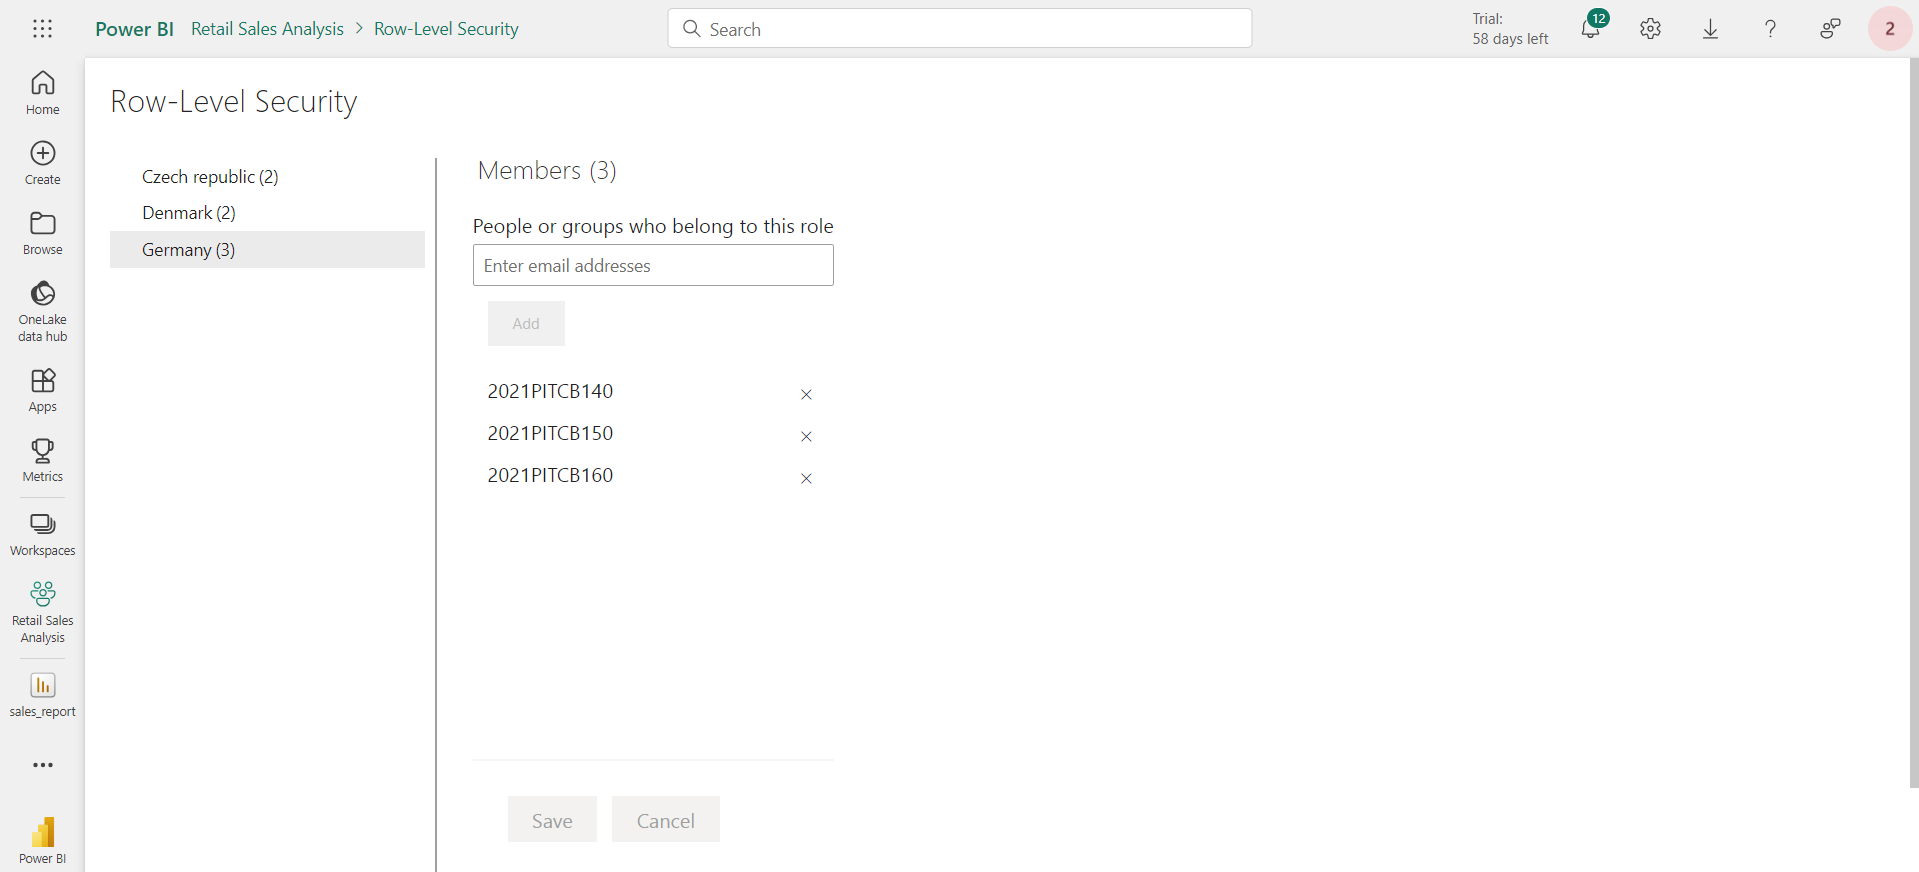 Power BI Retail Sales Analysis > Row-Level Security
Search
Trial:
58 days left
12
2
Home
Create
Browse
OneLake
data hub
Apps
Metrics
Workspaces
Retail Sales
Analysis
sales_report
Power BI
Row-Level Security
Czech republic (2)
Denmark (2)
Germany (3)
Members (3)
People or groups who belong to this role
Enter email addresses
Add
2021PITCB140
2021PITCB150
2021PITCB160
Save Cancel